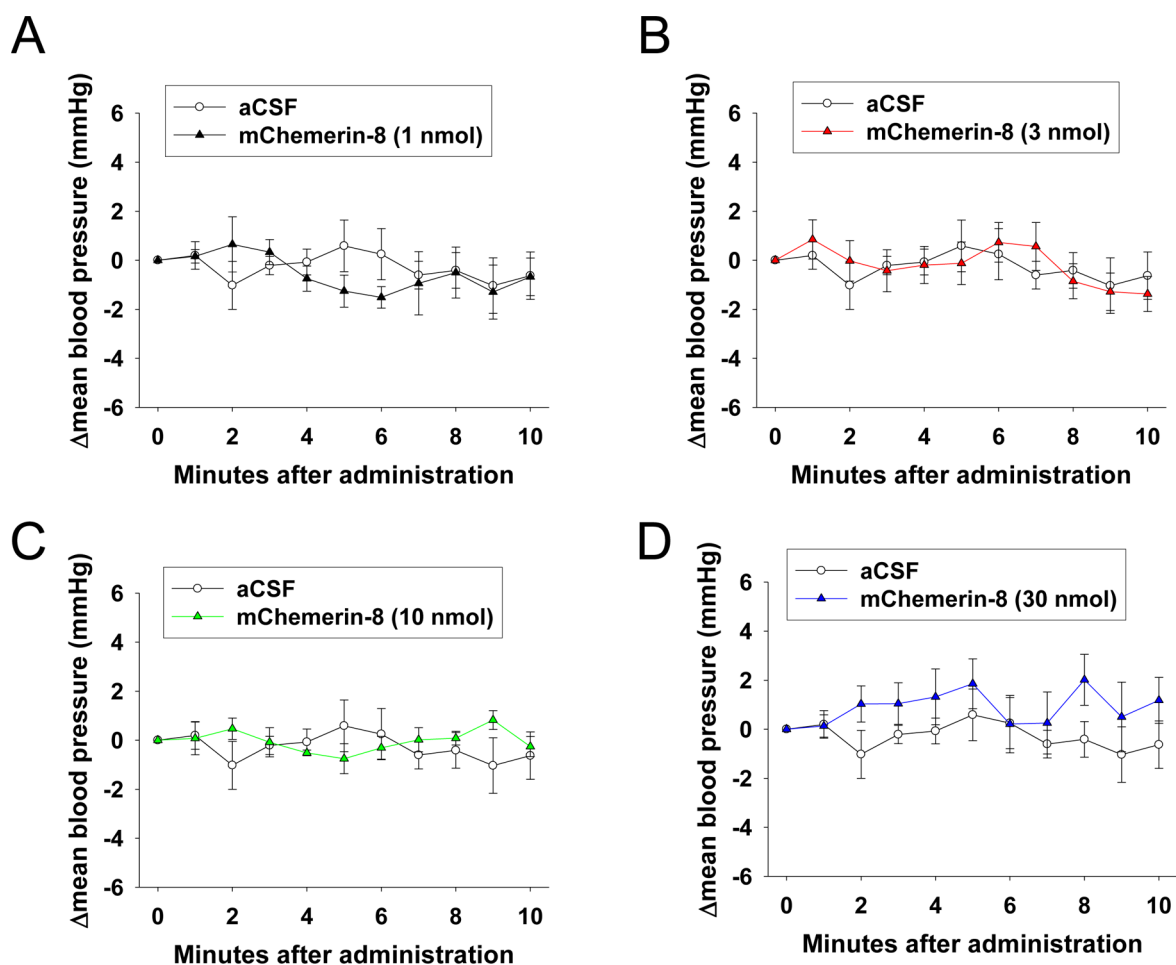 A
Δmean blood pressure (mmHg)
aCSF
mChemerin-8 (1 nmol)
6
4
2
0
-2
-4
-6
0 2 4 6 8 10
Minutes after administration
B
Δmean blood pressure (mmHg)
aCSF
mChemerin-8 (3 nmol)
6
4
2
0
-2
-4
-6
0 2 4 6 8 10
Minutes after administration
C
Δmean blood pressure (mmHg)
aCSF
mChemerin-8 (10 nmol)
6
4
2
0
-2
-4
-6
0 2 4 6 8 10
Minutes after administration
D
Δmean blood pressure (mmHg)
aCSF
mChemerin-8 (30 nmol)
6
4
2
0
-2
-4
-6
0 2 4 6 8 10
Minutes after administration